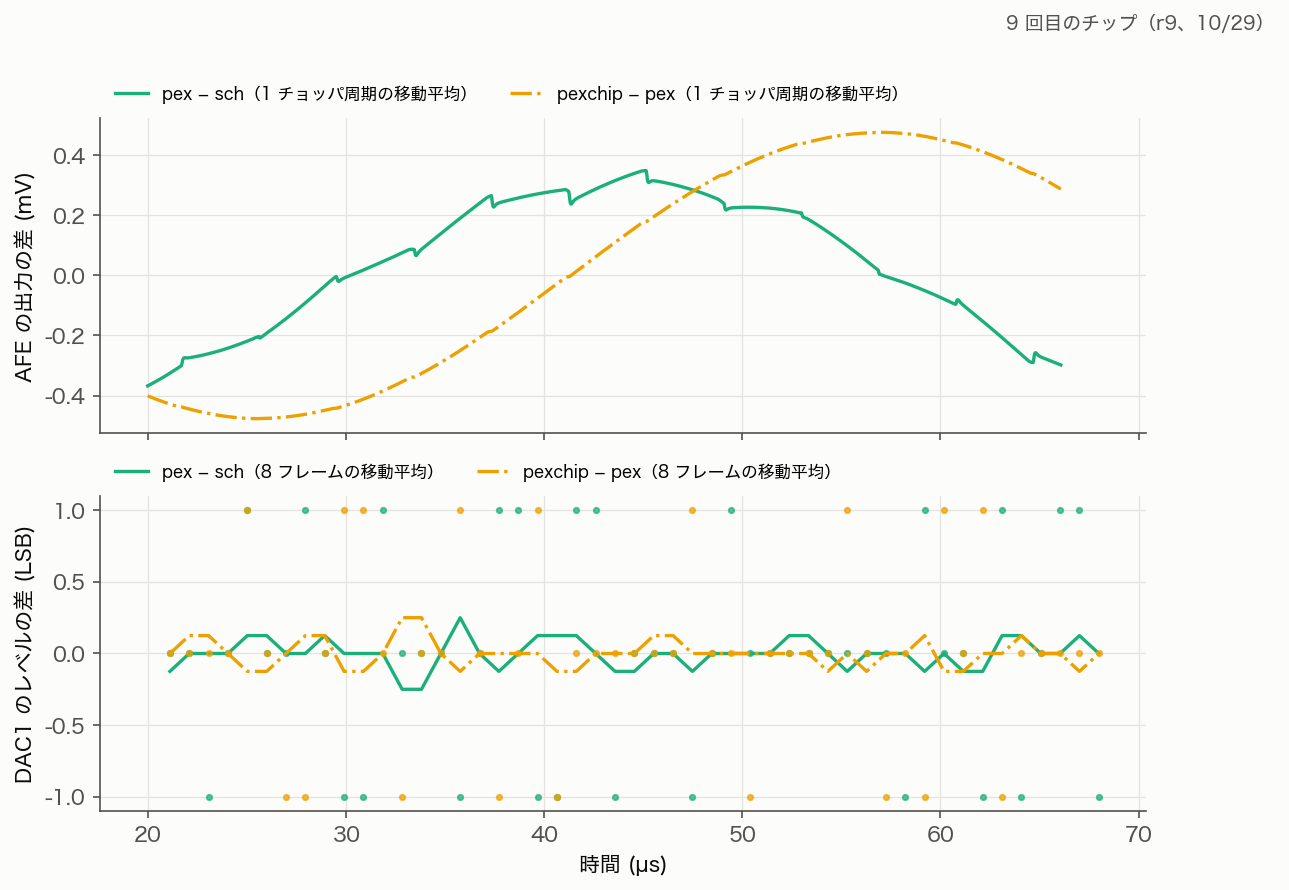 9 回目のチップ（r9、10/29）
pex − sch（1 チョッパ周期の移動平均）
pexchip − pex（1 チョッパ周期の移動平均）
AFE の出力の差 (mV)
0.4
0.2
0.0
-0.2
-0.4
pex − sch（8 フレームの移動平均）
pexchip − pex（8 フレームの移動平均）
DAC1 のレベルの差 (LSB)
1.0
0.5
0.0
-0.5
-1.0
20
30
40
50
60
70
時間 (µs)